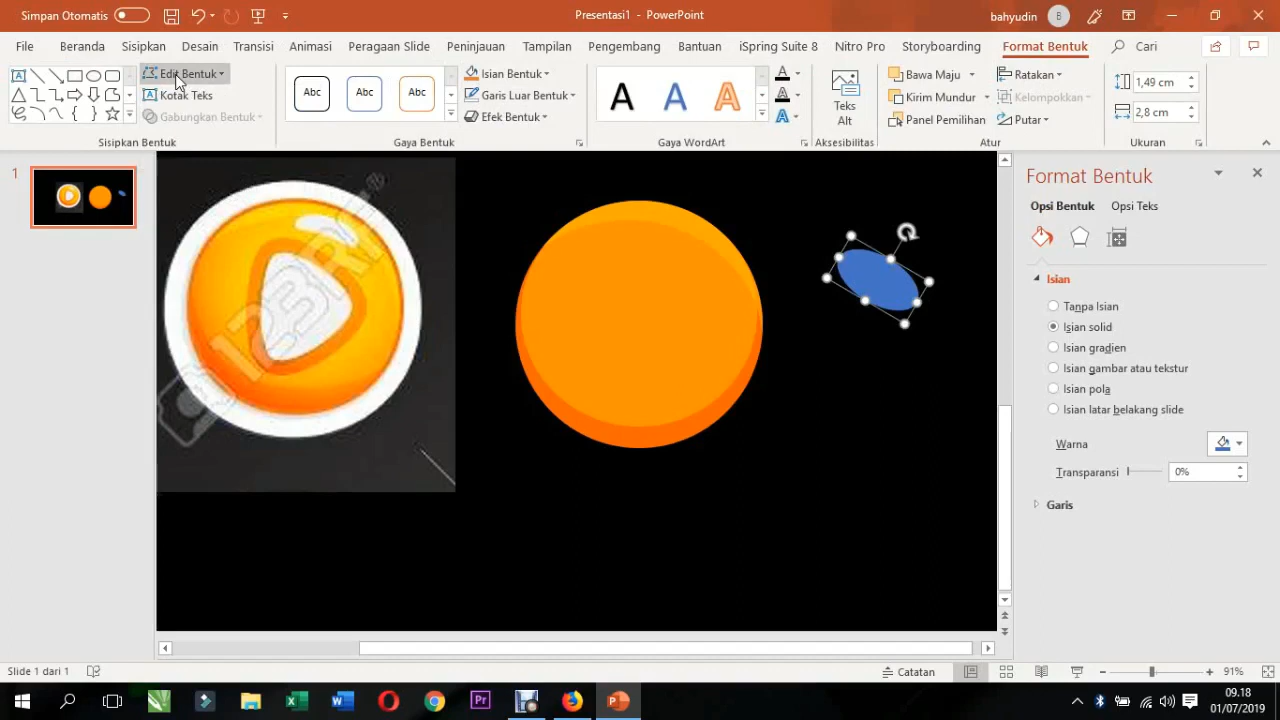 Simpan Otomatis
Presentasi1 - PowerPoint
bahyudin
B
File Beranda Sisipkan Desain Transisi Animasi Peragaan Slide Peninjauan Tampilan Pemrogram Bantuan iSpring Suite 8 Nitro Pro Storyboarding Format Bentuk Cari
Edit Bentuk
Kotak Teks
Gabungkan Bentuk
Sisipkan Bentuk
Abc Abc Abc
Isian Bentuk
Garis Luar Bentuk
Efek Bentuk
Gaya Bentuk
A A A
A
A
A
Gaya WordArt
Teks
Alt
Aksesibilitas
Bawa Maju
Kirim Mundur
Panel Pemilihan
Ratakan
Kelompokkan
Putar
Atur
1,49 cm
2,8 cm
Ukuran
1
123RF®
Format Bentuk
Opsi Bentuk Opsi Teks
Isian
Tanpa Isian
Isian solid
Isian gradien
Isian gambar atau tekstur
Isian pola
Isian latar belakang slide
Warna
Transparansi 0%
Garis
Slide 1 dari 1
Catatan
91%
09.18
01/07/2019